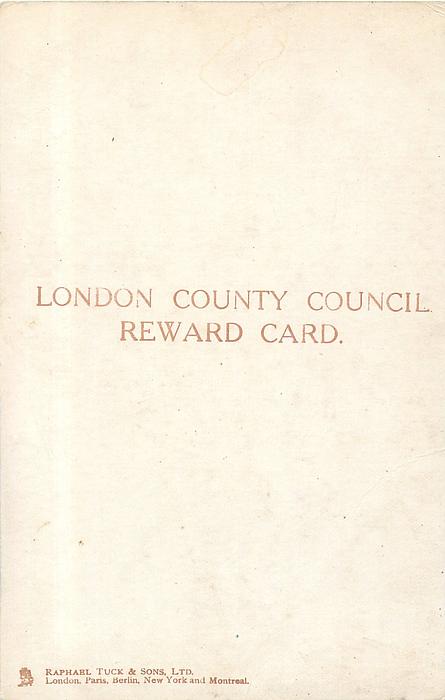 LONDON COUNTY COUNCIL.
REWARD CARD.
RAPHAEL TUCK & SONS, LTD.
London, Paris, Berlin, New York and Montreal.